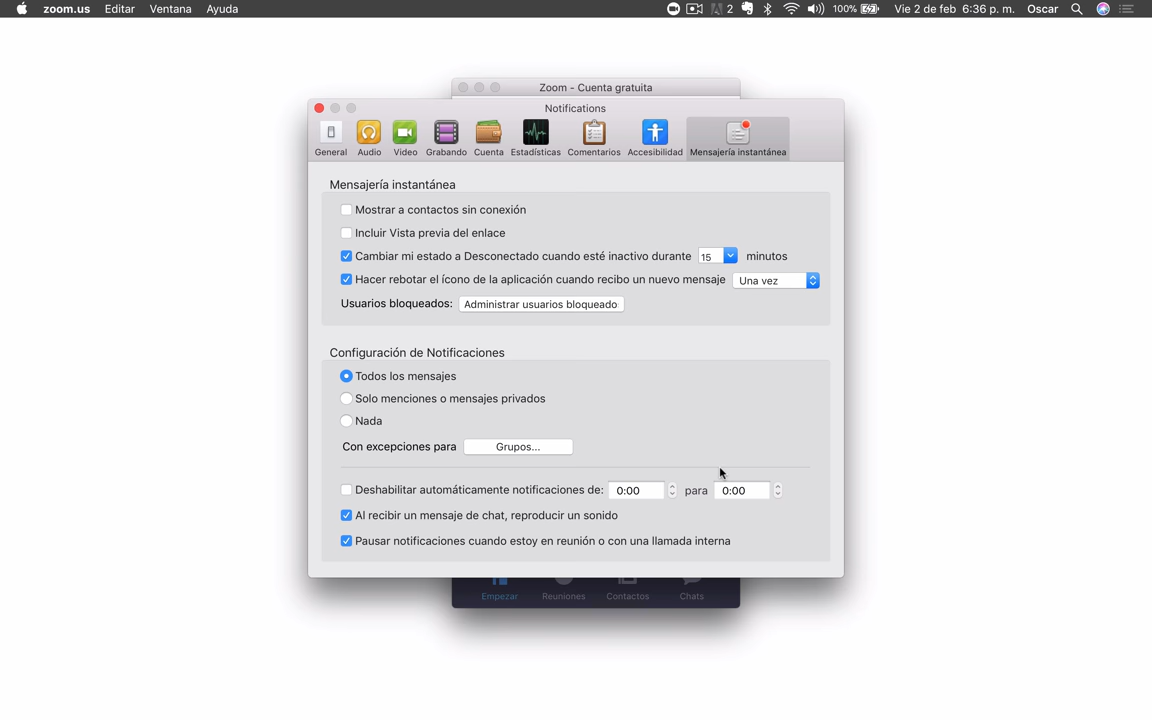 zoom.us Editar Ventana Ayuda 2 100% Vie 2 de feb 6:36 p. m. Oscar
Zoom - Cuenta gratuita
Notifications
General Audio Video Grabando Cuenta Estadísticas Comentarios Accesibilidad Mensajería instantánea
Mensajería instantánea
Mostrar a contactos sin conexión
Incluir Vista previa del enlace
Cambiar mi estado a Desconectado cuando esté inactivo durante 15 minutos
Hacer rebotar el ícono de la aplicación cuando recibo un nuevo mensaje Una vez
Usuarios bloqueados: Administrar usuarios bloqueado
Configuración de Notificaciones
Todos los mensajes
Solo menciones o mensajes privados
Nada
Con excepciones para Grupos...
Deshabilitar automáticamente notificaciones de: 0:00 para 0:00
Al recibir un mensaje de chat, reproducir un sonido
Pausar notificaciones cuando estoy en reunión o con una llamada interna
Empezar Reuniones Contactos Chats